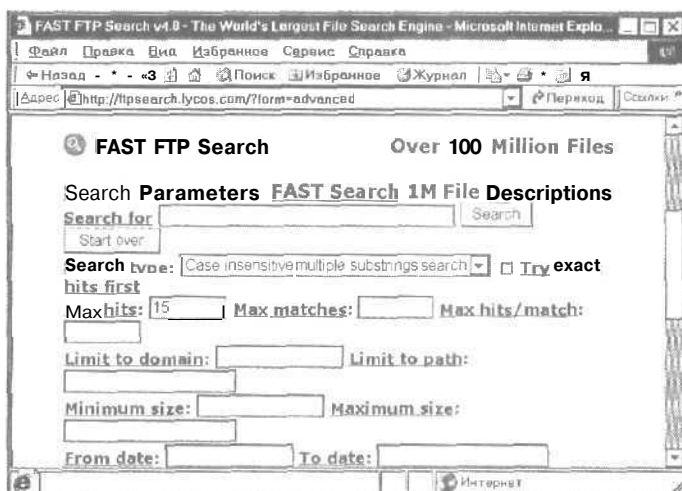 FAST FTP Search v4.0 - The World's Largest File Search Engine - Microsoft Internet Explo...
Файл Правка Вид Избранное Сервис Справка
Назад - * - «3 Поиск Избранное Журнал - * я
Адрес http://ftpsearch.lycos.com/?form=advanced Переход Ссылки »
FAST FTP Search Over 100 Million Files
Search Parameters FAST Search 1M File Descriptions
Search for Search
Start over
Search type: Case insensitive multiple substrings search Try exact
hits first
Max hits: 15 Max matches: Max hits/match:
Limit to domain: Limit to path:
Minimum size: Maximum size:
From date: To date:
Интернет